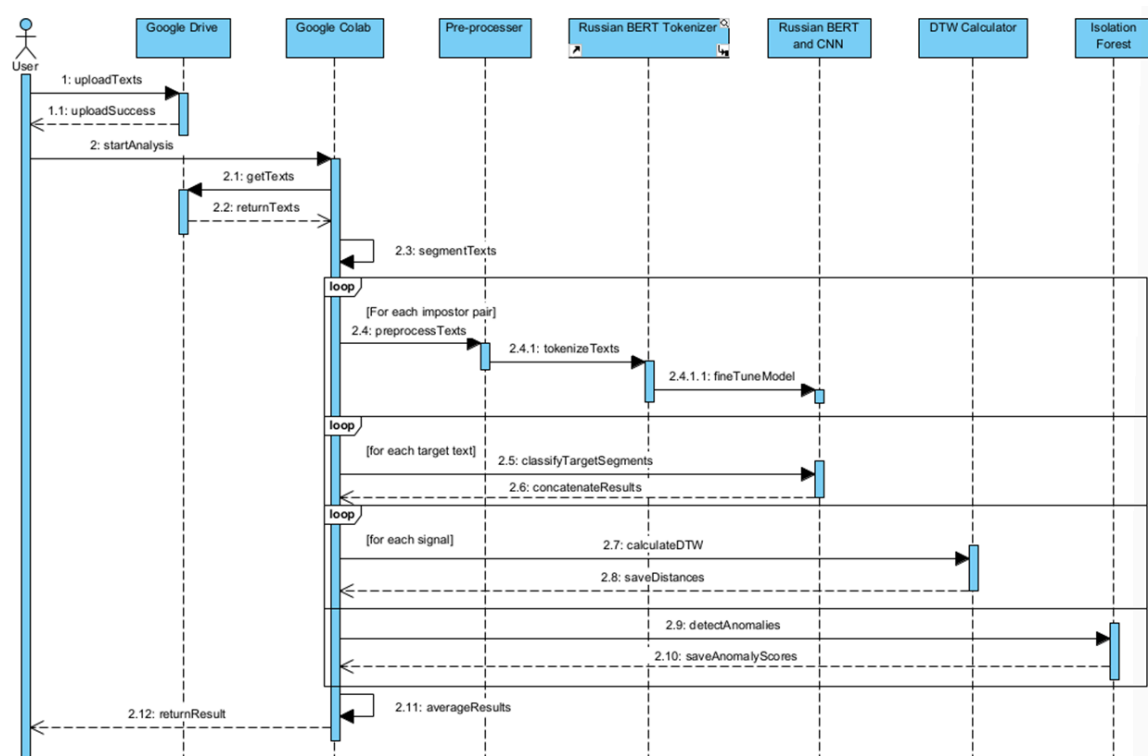 Google Drive
Google Colab
Pre-processer
Russian BERT Tokenizer
Russian BERT
and CNN
DTW Calculator
Isolation
Forest
User
1: uploadTexts
1.1: uploadSuccess
2: startAnalysis
2.1: getTexts
2.2: returnTexts
2.3: segmentTexts
loop
[For each impostor pair]
2.4: preprocessTexts
2.4.1: tokenizeTexts
2.4.1.1: fineTuneModel
loop
[for each target text]
2.5: classifyTargetSegments
2.6: concatenateResults
loop
[for each signal]
2.7: calculateDTW
2.8: saveDistances
2.9: detectAnomalies
2.10: saveAnomalyScores
2.11: averageResults
2.12: returnResult